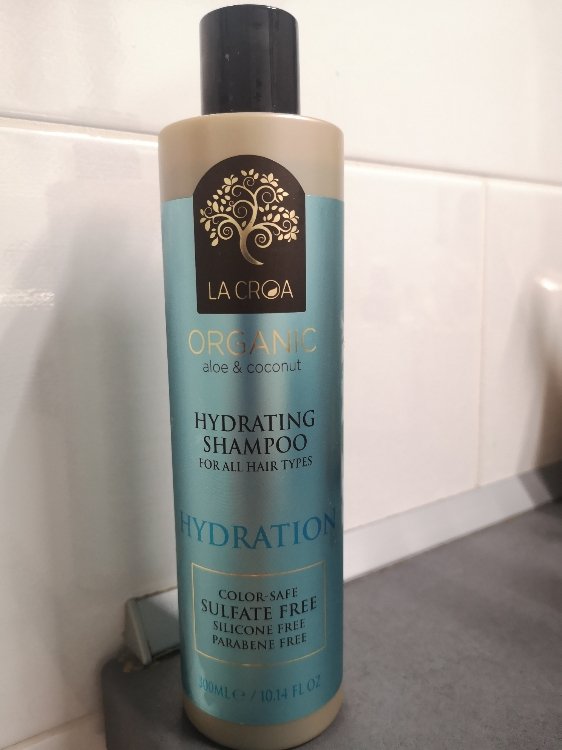 LA CROA
ORGANIC
aloe & coconut
HYDRATING
SHAMPOO
FOR ALL HAIR TYPES
HYDRATION
COLOR-SAFE
SULFATE FREE
SILICONE FREE
PARABENE FREE
300ML ℮ / 10.14 FL OZ